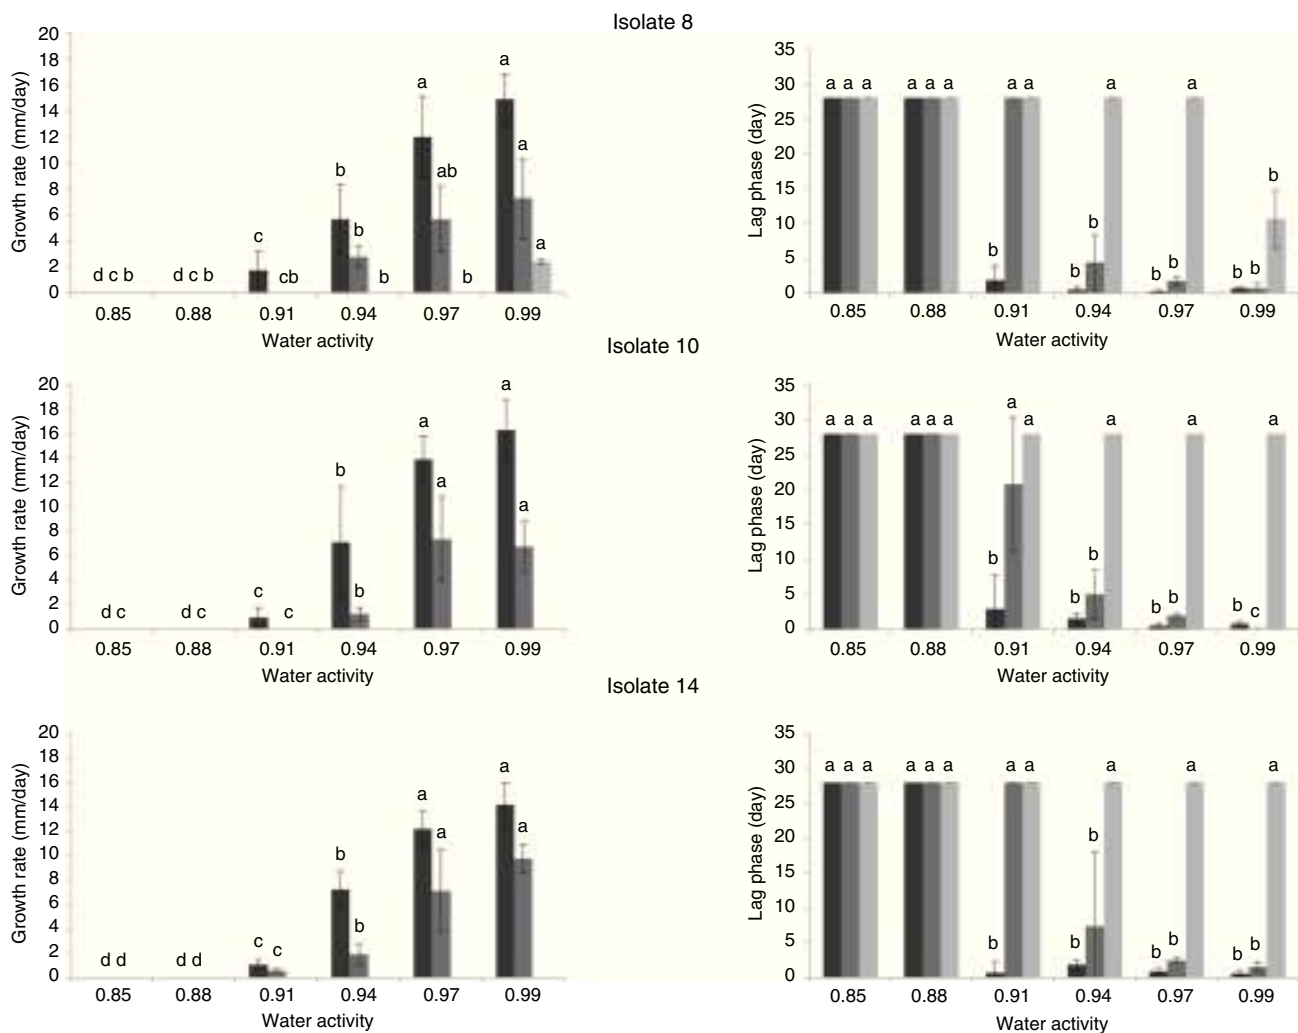 Isolate 8
Growth rate (mm/day)
20
18
16
14
12
10
8
6
4
2
0
d c b
d c b
c
cb
b
b
b
a
ab
b
a
a
a
0.85 0.88 0.91 0.94 0.97 0.99
Water activity
Lag phase (day)
35
30
25
20
15
10
5
0
a a a
a a a
b
a a
b
b
a
b b
a
b b
b
0.85 0.88 0.91 0.94 0.97 0.99
Water activity
Isolate 10
Growth rate (mm/day)
20
18
16
14
12
10
8
6
4
2
0
d c
d c
c
c
b
b
a
a
a
a
0.85 0.88 0.91 0.94 0.97 0.99
Water activity
Lag phase (day)
35
30
25
20
15
10
5
0
a a a
a a a
b
a
a
b
b
a
b b
a
b
c
a
0.85 0.88 0.91 0.94 0.97 0.99
Water activity
Isolate 14
Growth rate (mm/day)
20
18
16
14
12
10
8
6
4
2
0
d d
d d
c
c
b
b
a
a
a
a
0.85 0.88 0.91 0.94 0.97 0.99
Water activity
Lag phase (day)
35
30
25
20
15
10
5
0
a a a
a a a
b
a a
b
b
a
b b
a
b b
a
0.85 0.88 0.91 0.94 0.97 0.99
Water activity